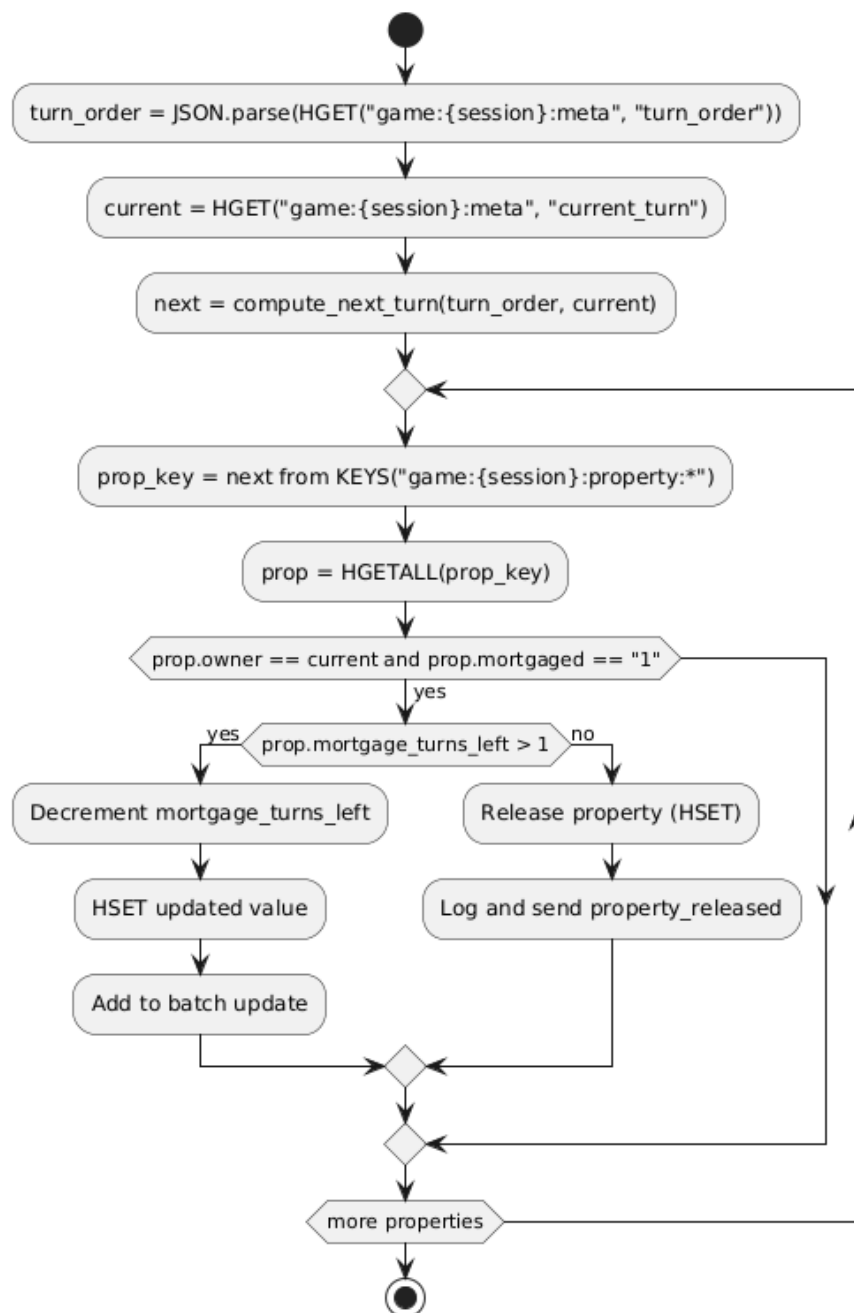 turn_order = JSON.parse(HGET("game:{session}:meta", "turn_order"))
current = HGET("game:{session}:meta", "current_turn")
next = compute_next_turn(turn_order, current)
prop_key = next from KEYS("game:{session}:property:*")
prop = HGETALL(prop_key)
prop.owner == current and prop.mortgaged == "1"
yes
yes
prop.mortgage_turns_left > 1
no
Decrement mortgage_turns_left
Release property (HSET)
HSET updated value
Log and send property_released
Add to batch update
more properties